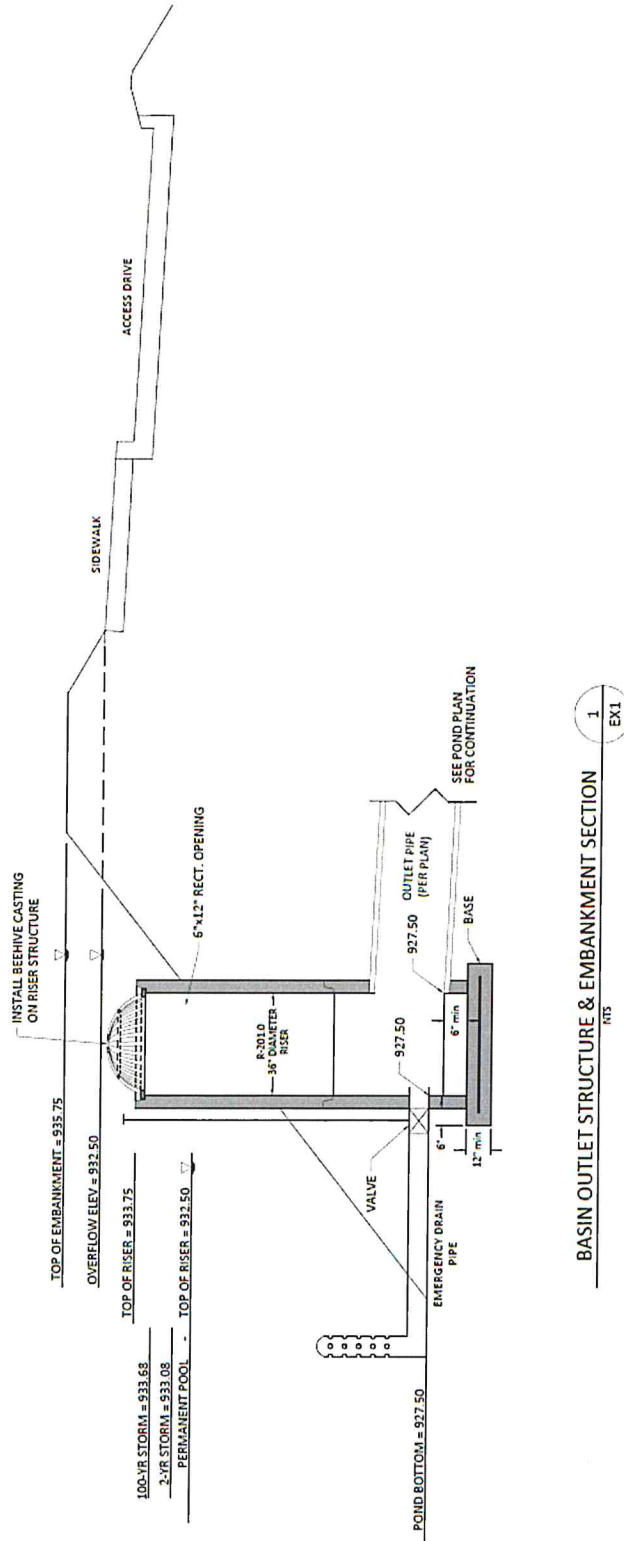 INSTALL BEEHIVE CASTING
ON RISER STRUCTURE
TOP OF EMBANKMENT = 935.75
OVERFLOW ELEV = 932.50
TOP OF RISER = 933.75
100-YR STORM = 933.68
2-YR STORM = 933.08
PERMANENT POOL - TOP OF RISER = 932.50
POND BOTTOM = 927.50
SIDEWALK
ACCESS DRIVE
6"x12" RECT. OPENING
R-201.0
36" DIAMETER
RISER
VALVE
EMERGENCY DRAIN
PIPE
927.50
927.50
OUTLET PIPE
(PER PLAN)
SEE POND PLAN
FOR CONTINUATION
BASE
6" min
6"
12" min
BASIN OUTLET STRUCTURE & EMBANKMENT SECTION
NTS
1
EX1